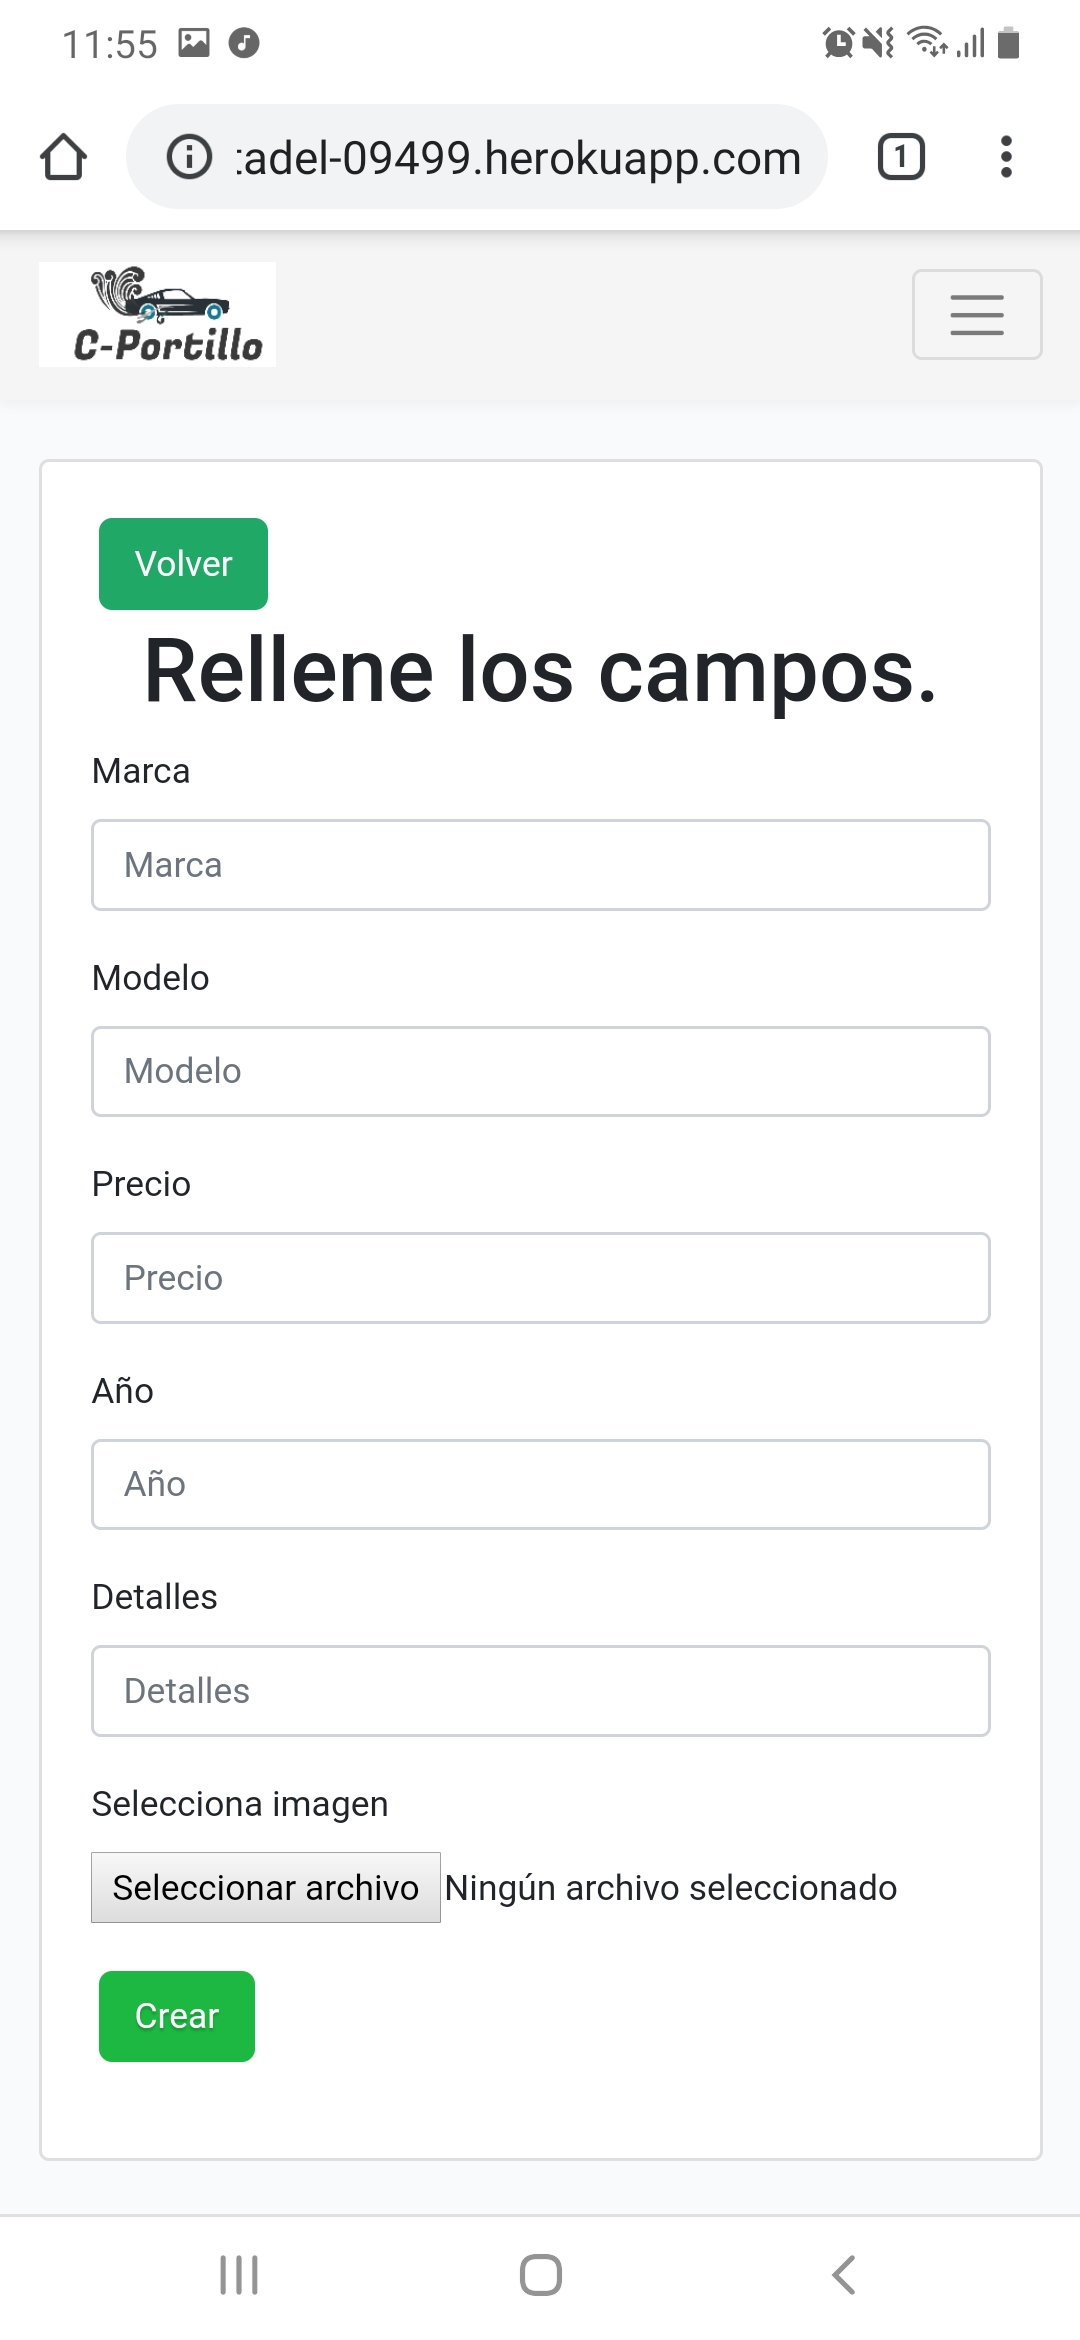 11:55
:adel-09499.herokuapp.com
1
C-Portillo
Volver
Rellene los campos.
Marca
Marca
Modelo
Modelo
Precio
Precio
Año
Año
Detalles
Detalles
Selecciona imagen
Seleccionar archivo Ningún archivo seleccionado
Crear